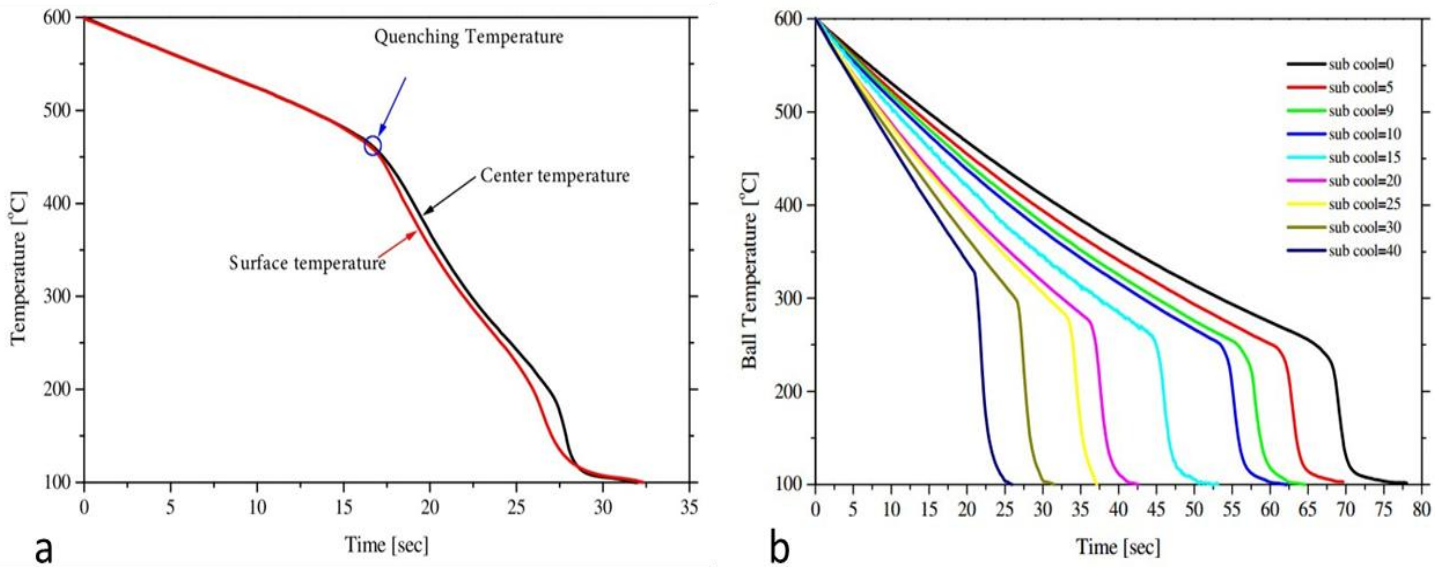 600
500
400
300
200
100
Temperature [°C]
Quenching Temperature
Center temperature
Surface temperature
0 5 10 15 20 25 30 35
Time [sec]
a
600
500
400
300
200
100
Ball Temperature [°C]
sub cool=0
sub cool=5
sub cool=9
sub cool=10
sub cool=15
sub cool=20
sub cool=25
sub cool=30
sub cool=40
0 5 10 15 20 25 30 35 40 45 50 55 60 65 70 75 80
Time [sec]
b